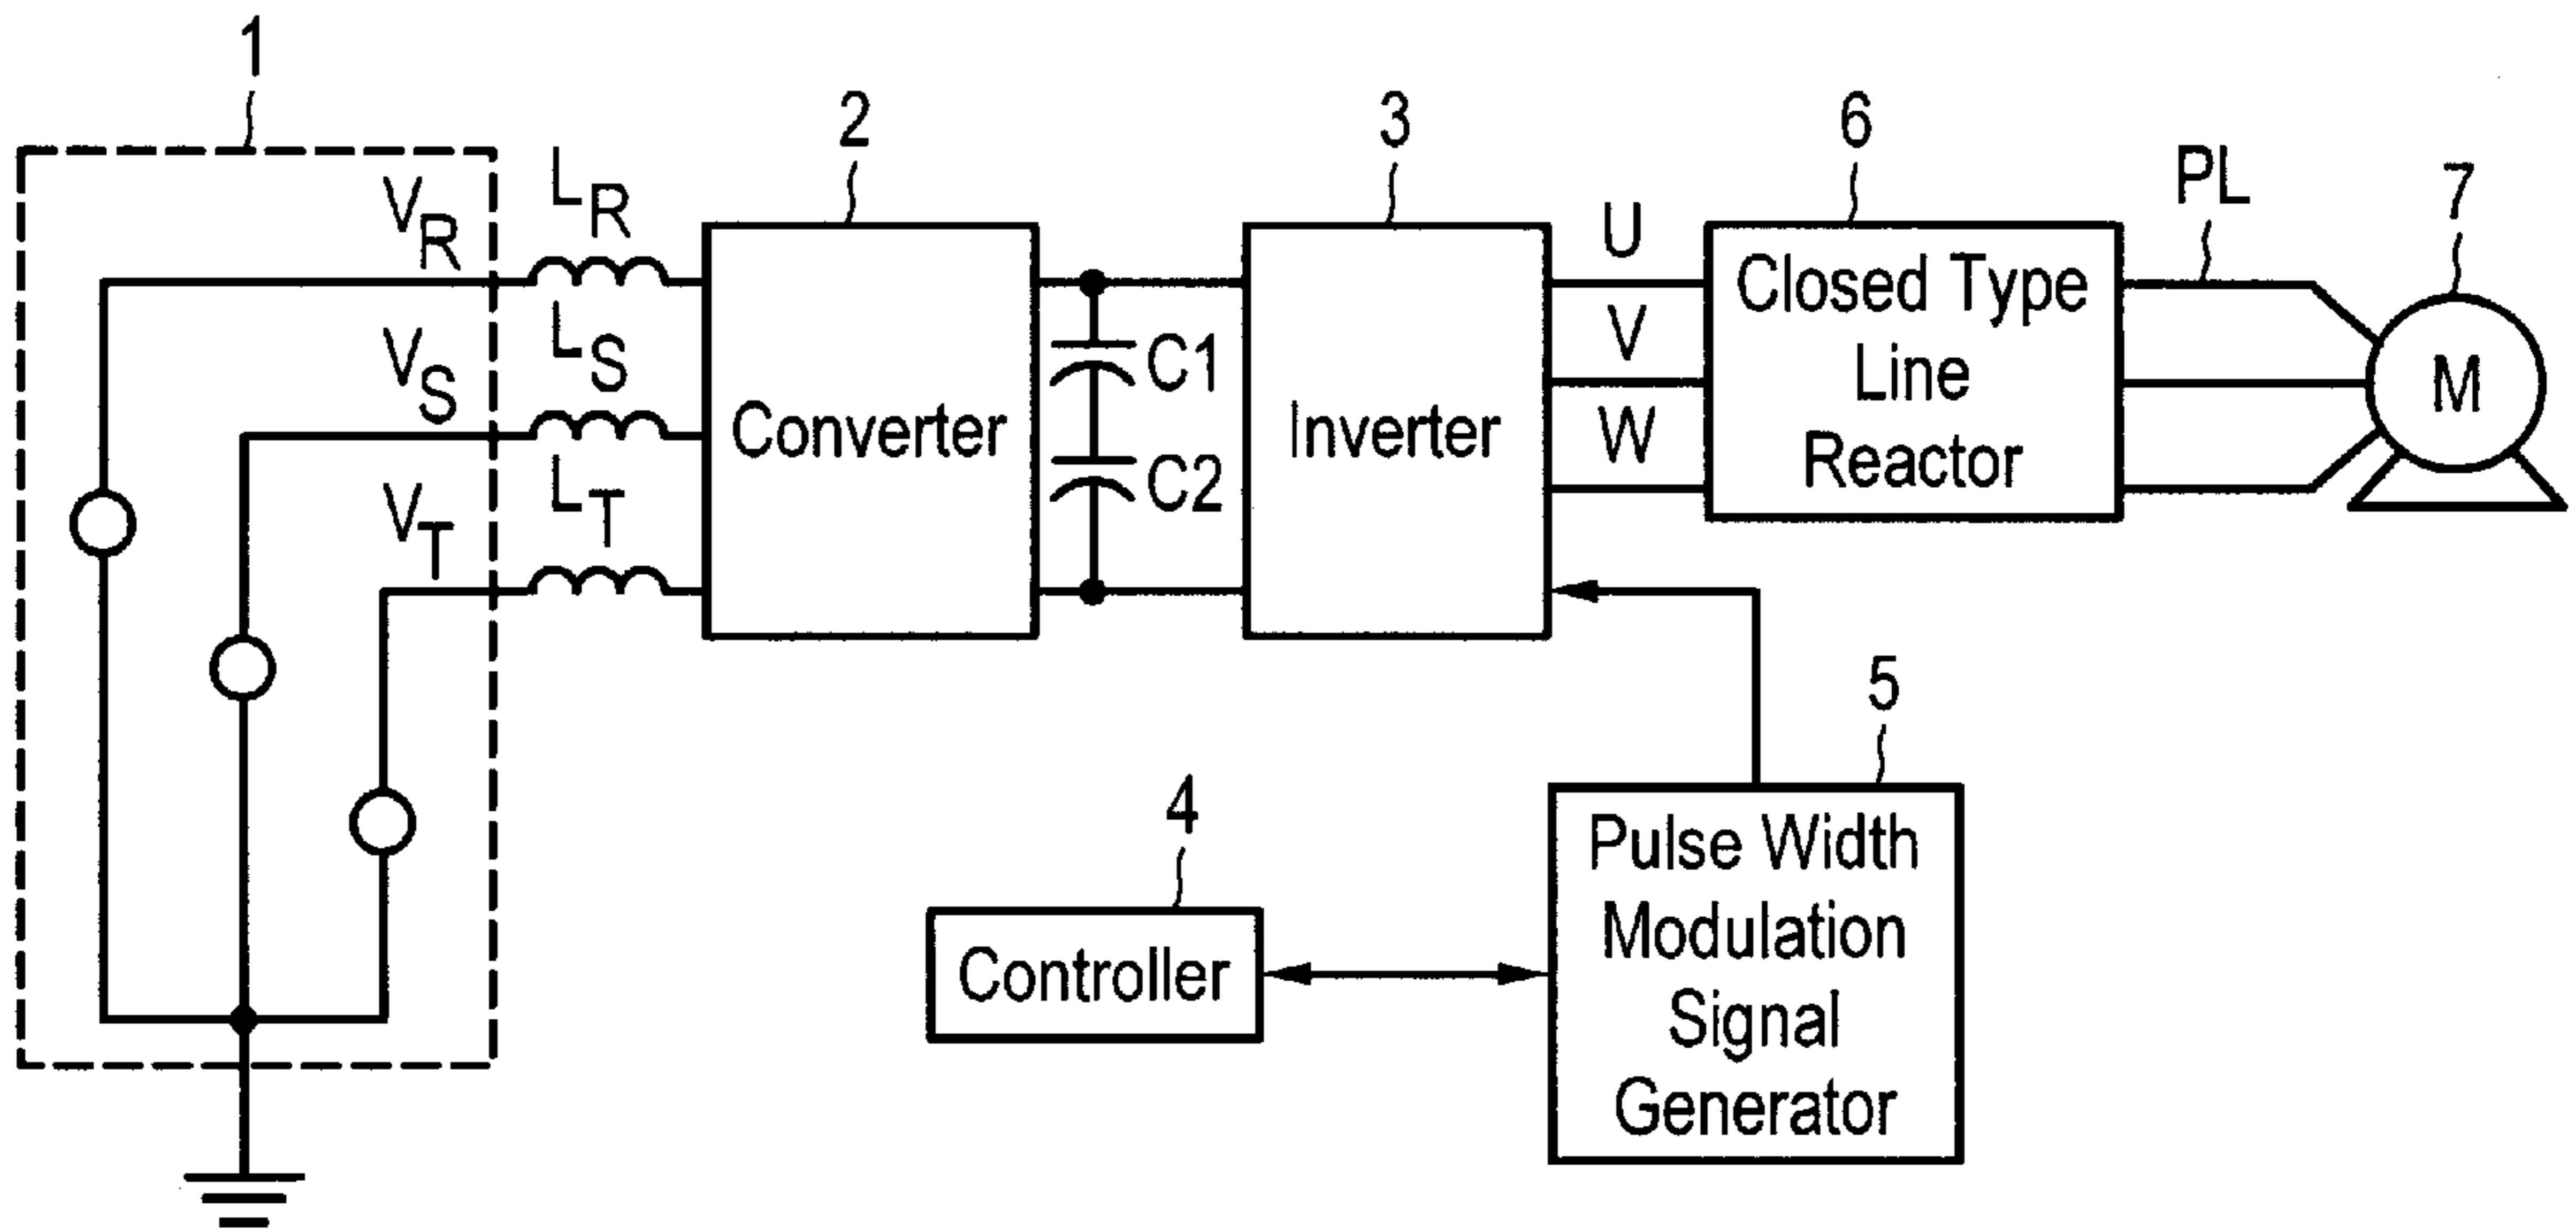 1
2
3
6
PL
7
V_R
L_R
V_S
L_S
V_T
L_T
Converter
C1
C2
Inverter
U
V
W
Closed Type
Line
Reactor
M
5
4
Controller
Pulse Width
Modulation
Signal
Generator